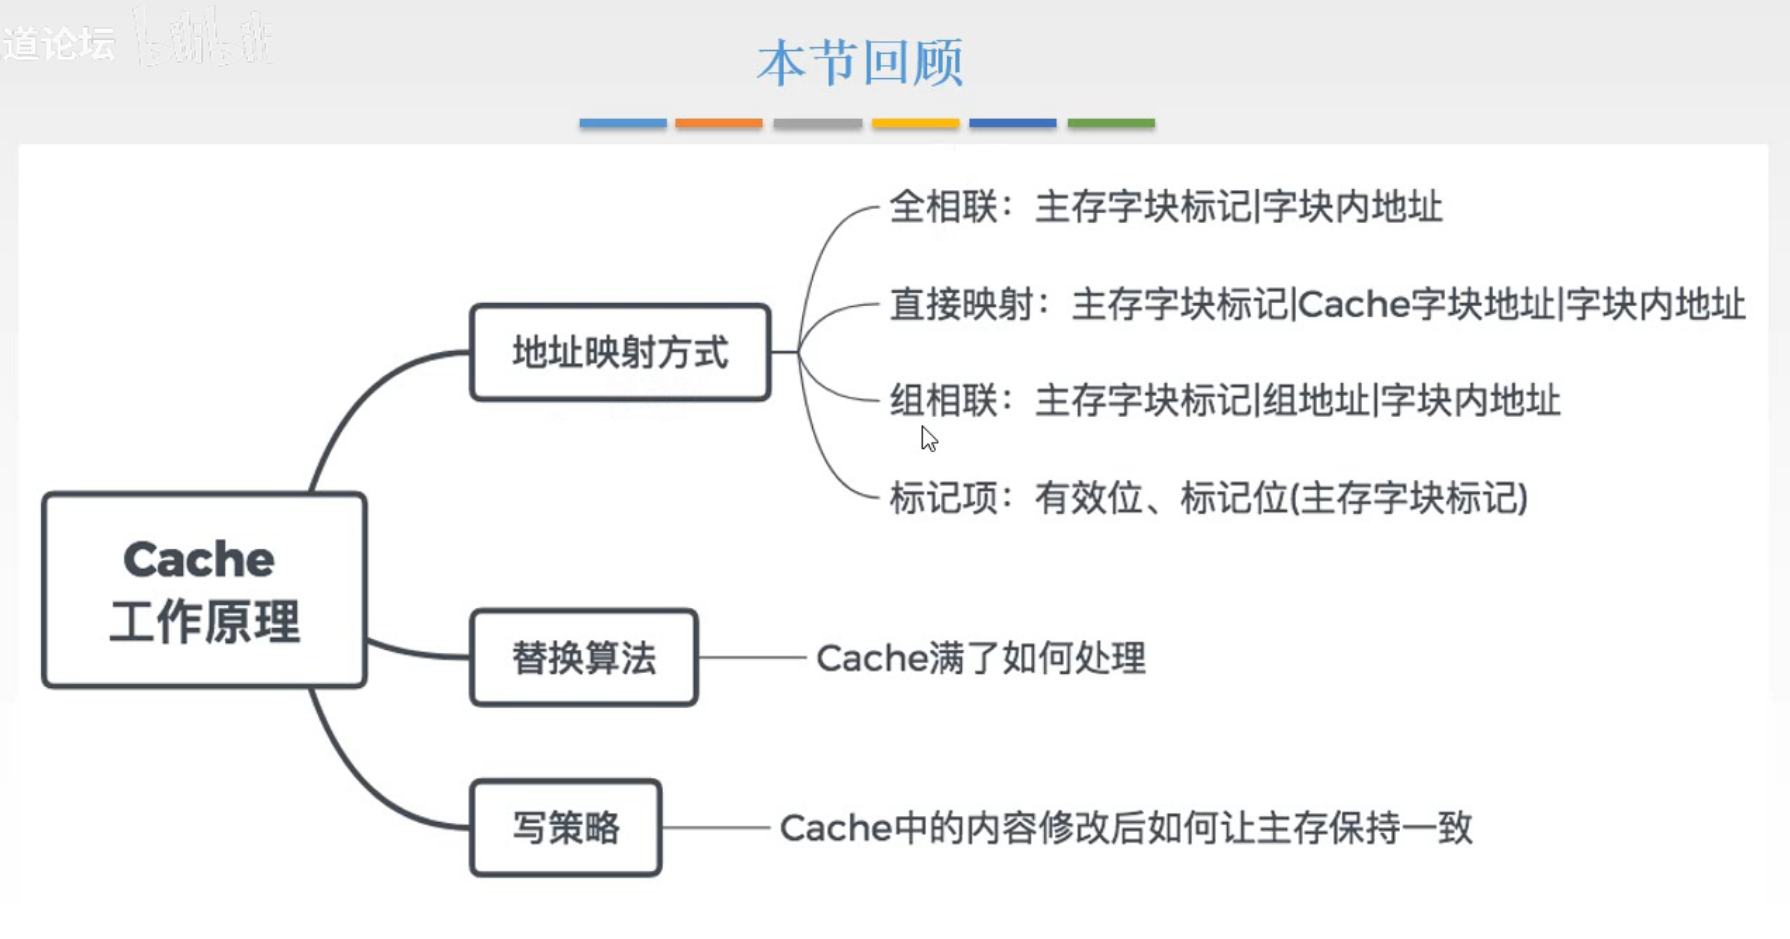 道论坛 bilibili
本节回顾
全相联：主存字块标记|字块内地址
直接映射：主存字块标记|Cache字块地址|字块内地址
地址映射方式
组相联：主存字块标记|组地址|字块内地址
标记项：有效位、标记位(主存字块标记)
Cache
工作原理
替换算法
Cache满了如何处理
写策略
Cache中的内容修改后如何让主存保持一致